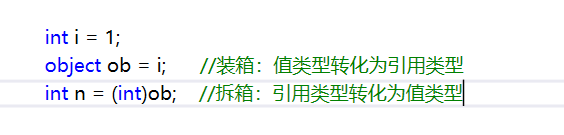 int i = 1;
object ob = i;   //装箱：值类型转化为引用类型
int n = (int)ob;  //拆箱：引用类型转化为值类型